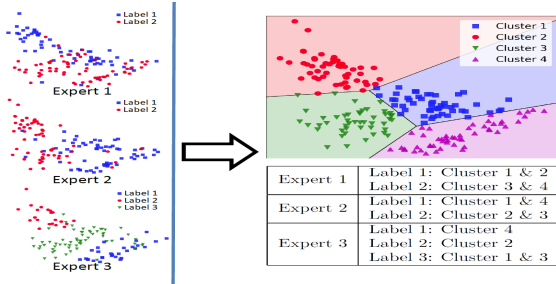 Label 1
Label 2
Expert 1
Label 1
Label 2
Expert 2
Label 1
Label 2
Label 3
Expert 3
Cluster 1
Cluster 2
Cluster 3
Cluster 4
Expert 1
Label 1: Cluster 1 & 2
Label 2: Cluster 3 & 4
Expert 2
Label 1: Cluster 1 & 4
Label 2: Cluster 2 & 3
Expert 3
Label 1: Cluster 4
Label 2: Cluster 2
Label 3: Cluster 1 & 3